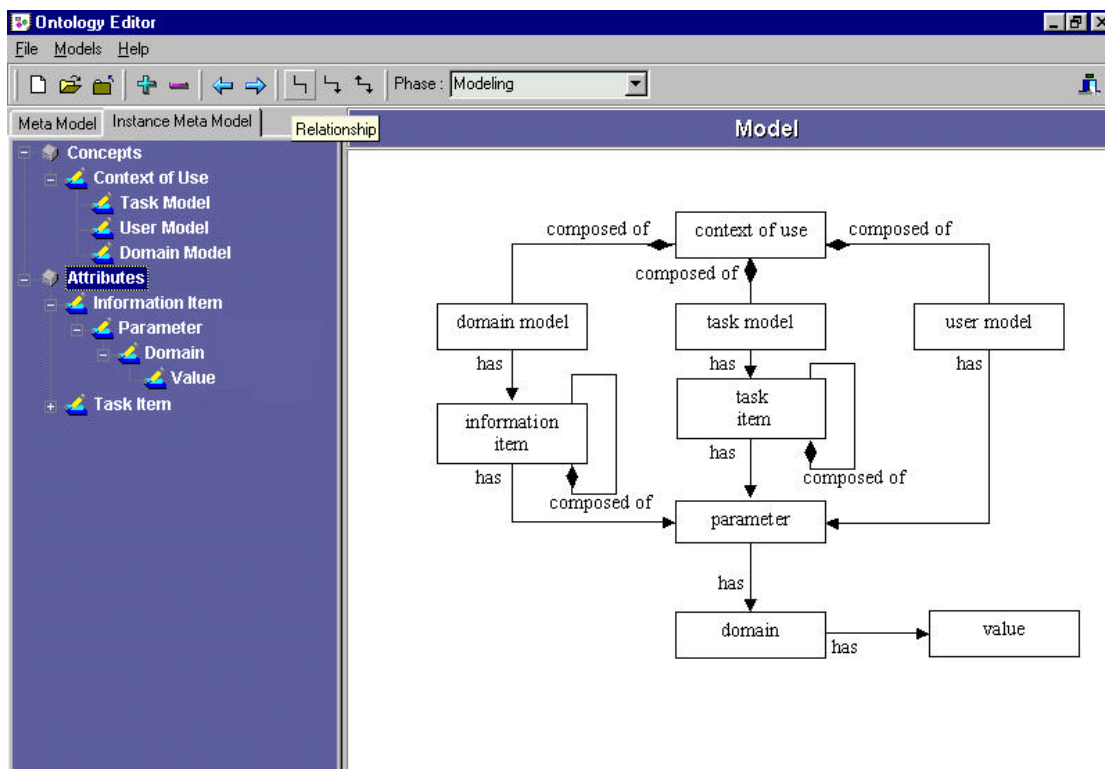 Ontology Editor
File Models Help
Phase : Modeling
Meta Model Instance Meta Model
Relationship
Model
Concepts
Context of Use
Task Model
User Model
Domain Model
Attributes
Information Item
Parameter
Domain
Value
Task Item
composed of
context of use
composed of
composed of
domain model
task model
user model
has
has
has
information
item
task
item
has
has
composed of
composed of
parameter
has
domain
has
value